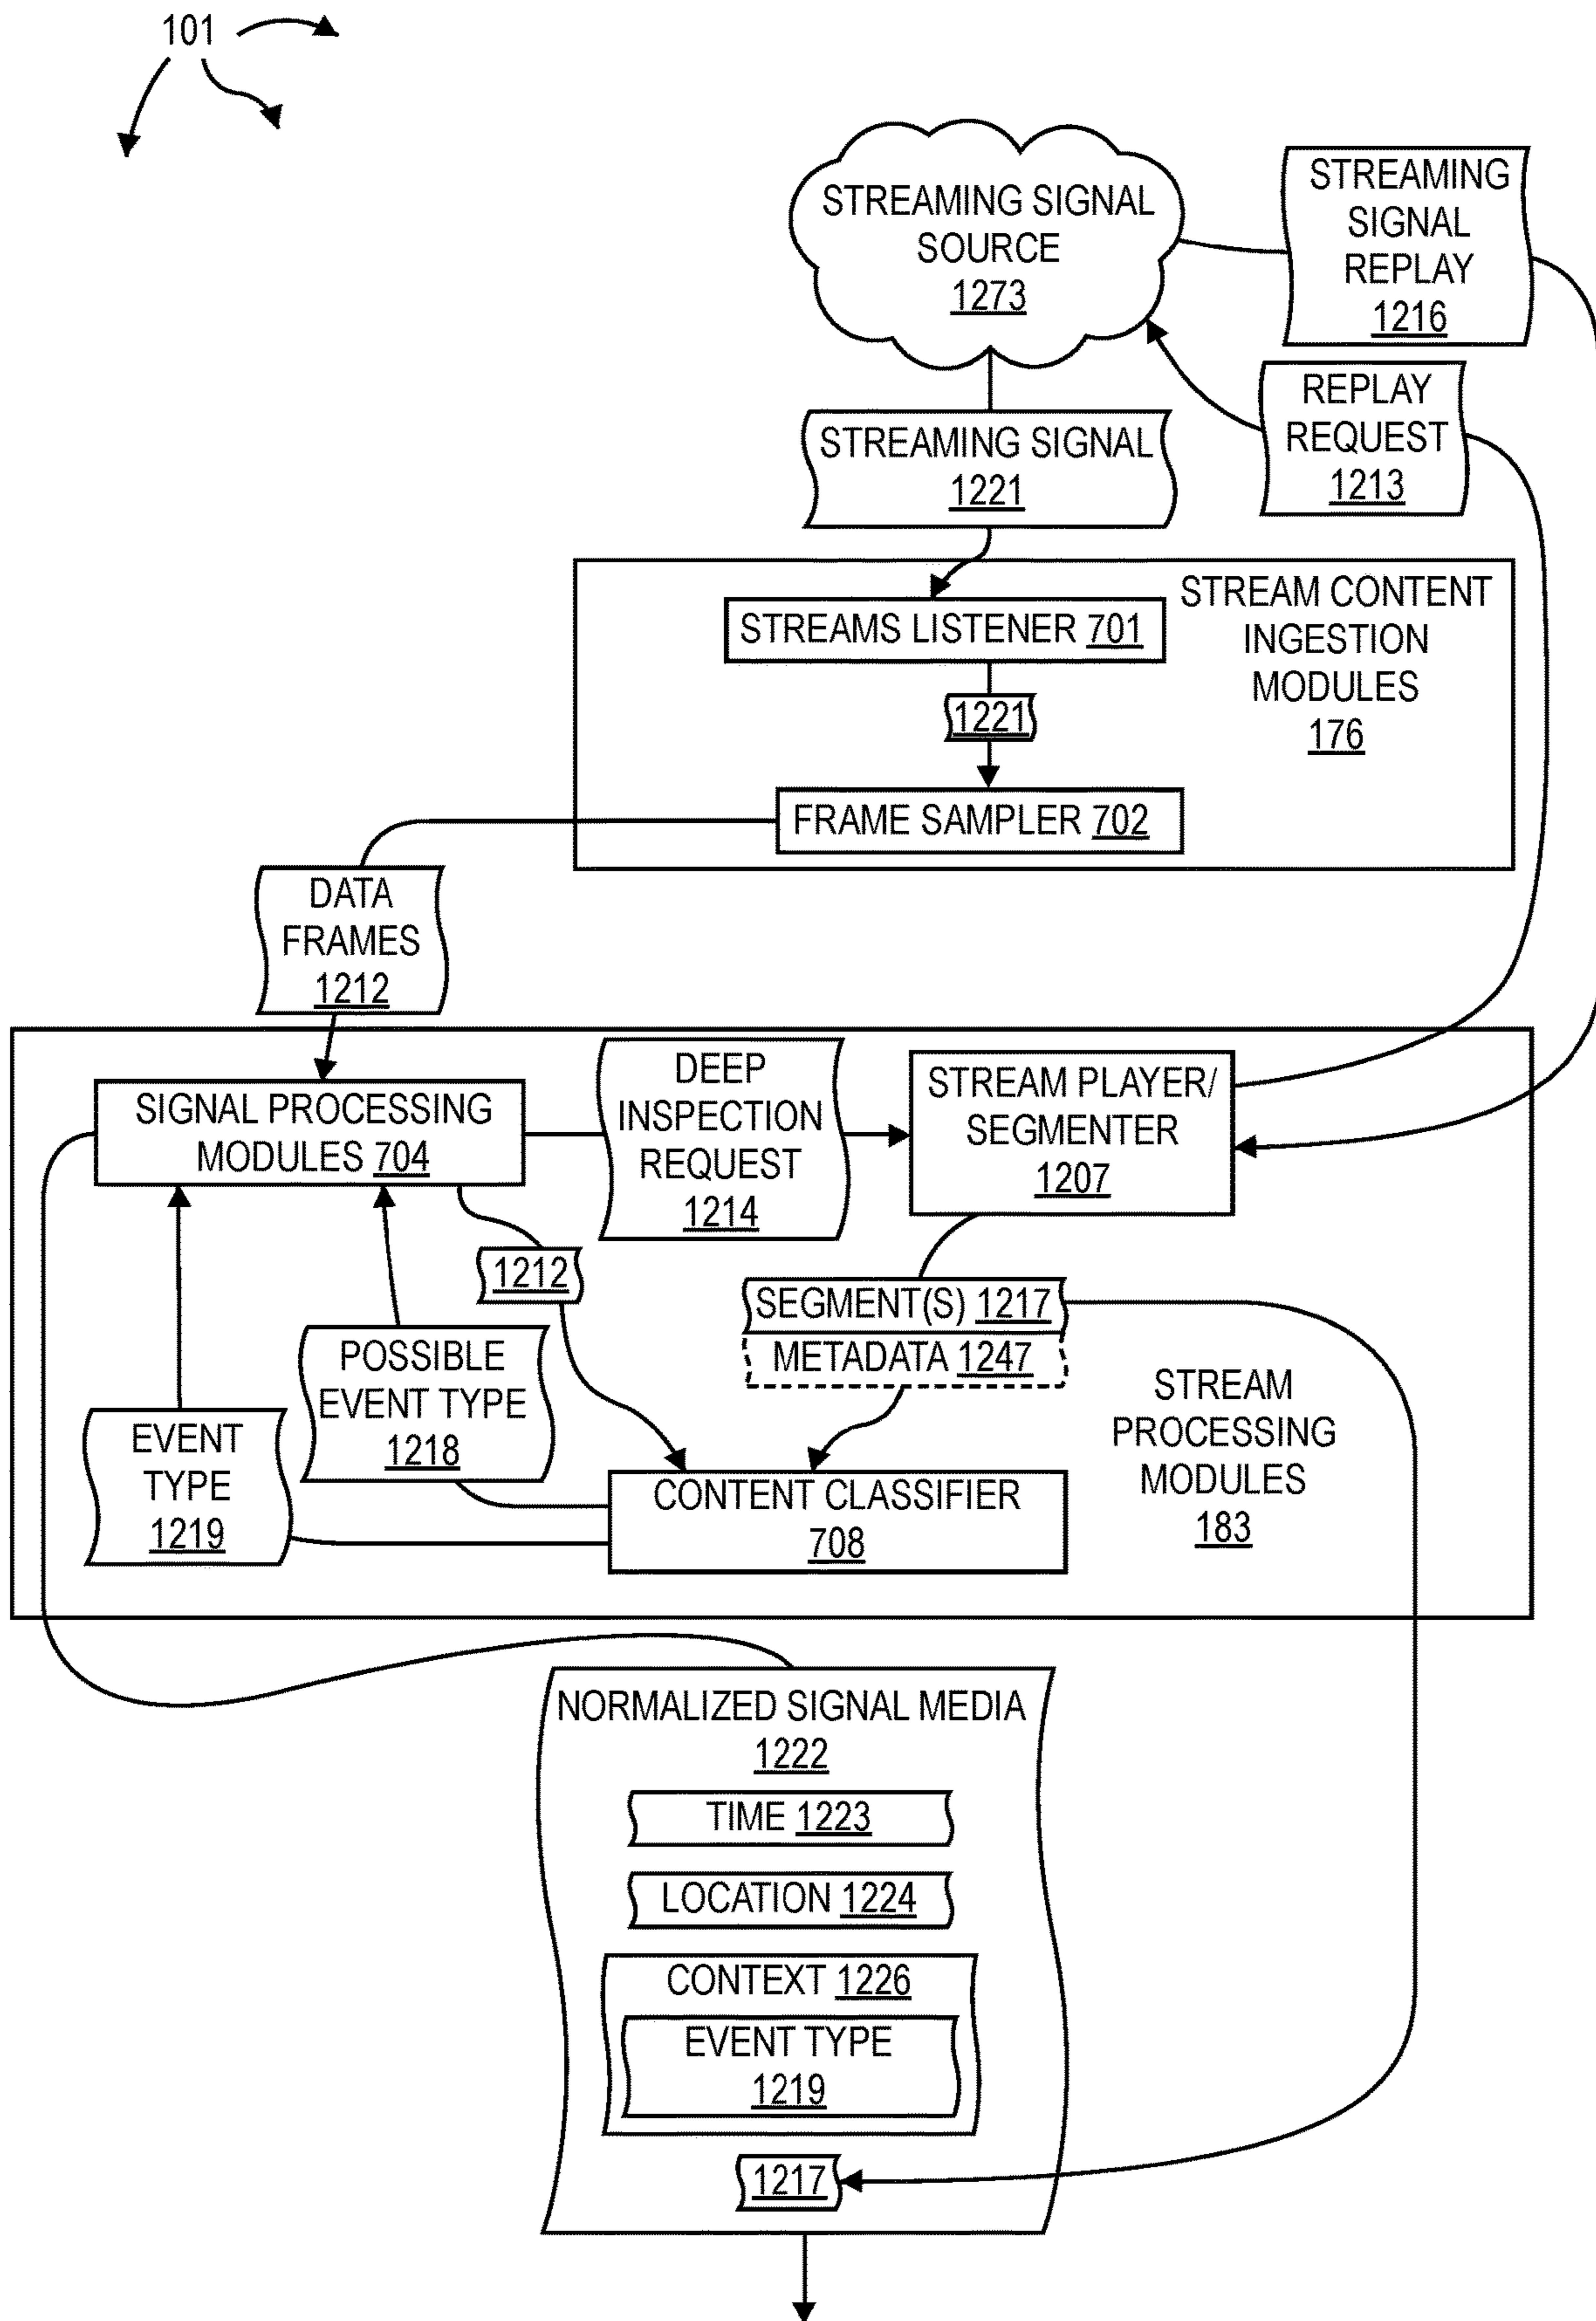 101
STREAMING SIGNAL
SOURCE
1273
STREAMING
SIGNAL
REPLAY
1216
REPLAY
REQUEST
1213
STREAMING SIGNAL
1221
STREAM CONTENT
INGESTION
MODULES
176
STREAMS LISTENER 701
1221
FRAME SAMPLER 702
DATA
FRAMES
1212
SIGNAL PROCESSING
MODULES 704
DEEP
INSPECTION
REQUEST
1214
STREAM PLAYER/
SEGMENTER
1207
1212
SEGMENT(S) 1217
METADATA 1247
POSSIBLE
EVENT TYPE
1218
EVENT
TYPE
1219
CONTENT CLASSIFIER
708
STREAM
PROCESSING
MODULES
183
NORMALIZED SIGNAL MEDIA
1222
TIME 1223
LOCATION 1224
CONTEXT 1226
EVENT TYPE
1219
1217